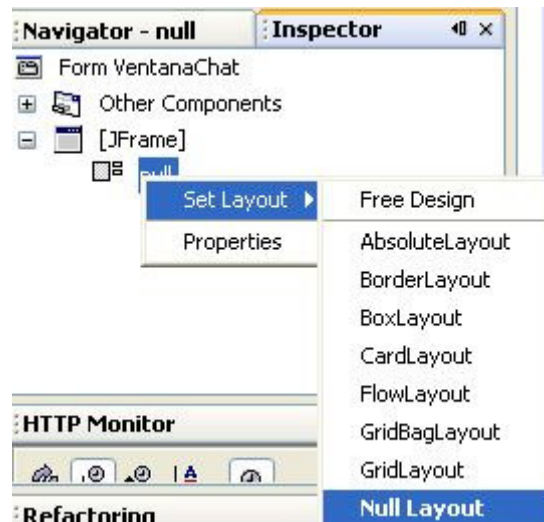 Navigator - null
Inspector
Form VentanaChat
Other Components
[JFrame]
null
Set Layout
Properties
Free Design
AbsoluteLayout
BorderLayout
BoxLayout
CardLayout
FlowLayout
GridBagLayout
GridLayout
Null Layout
HTTP Monitor
A
Refactoring